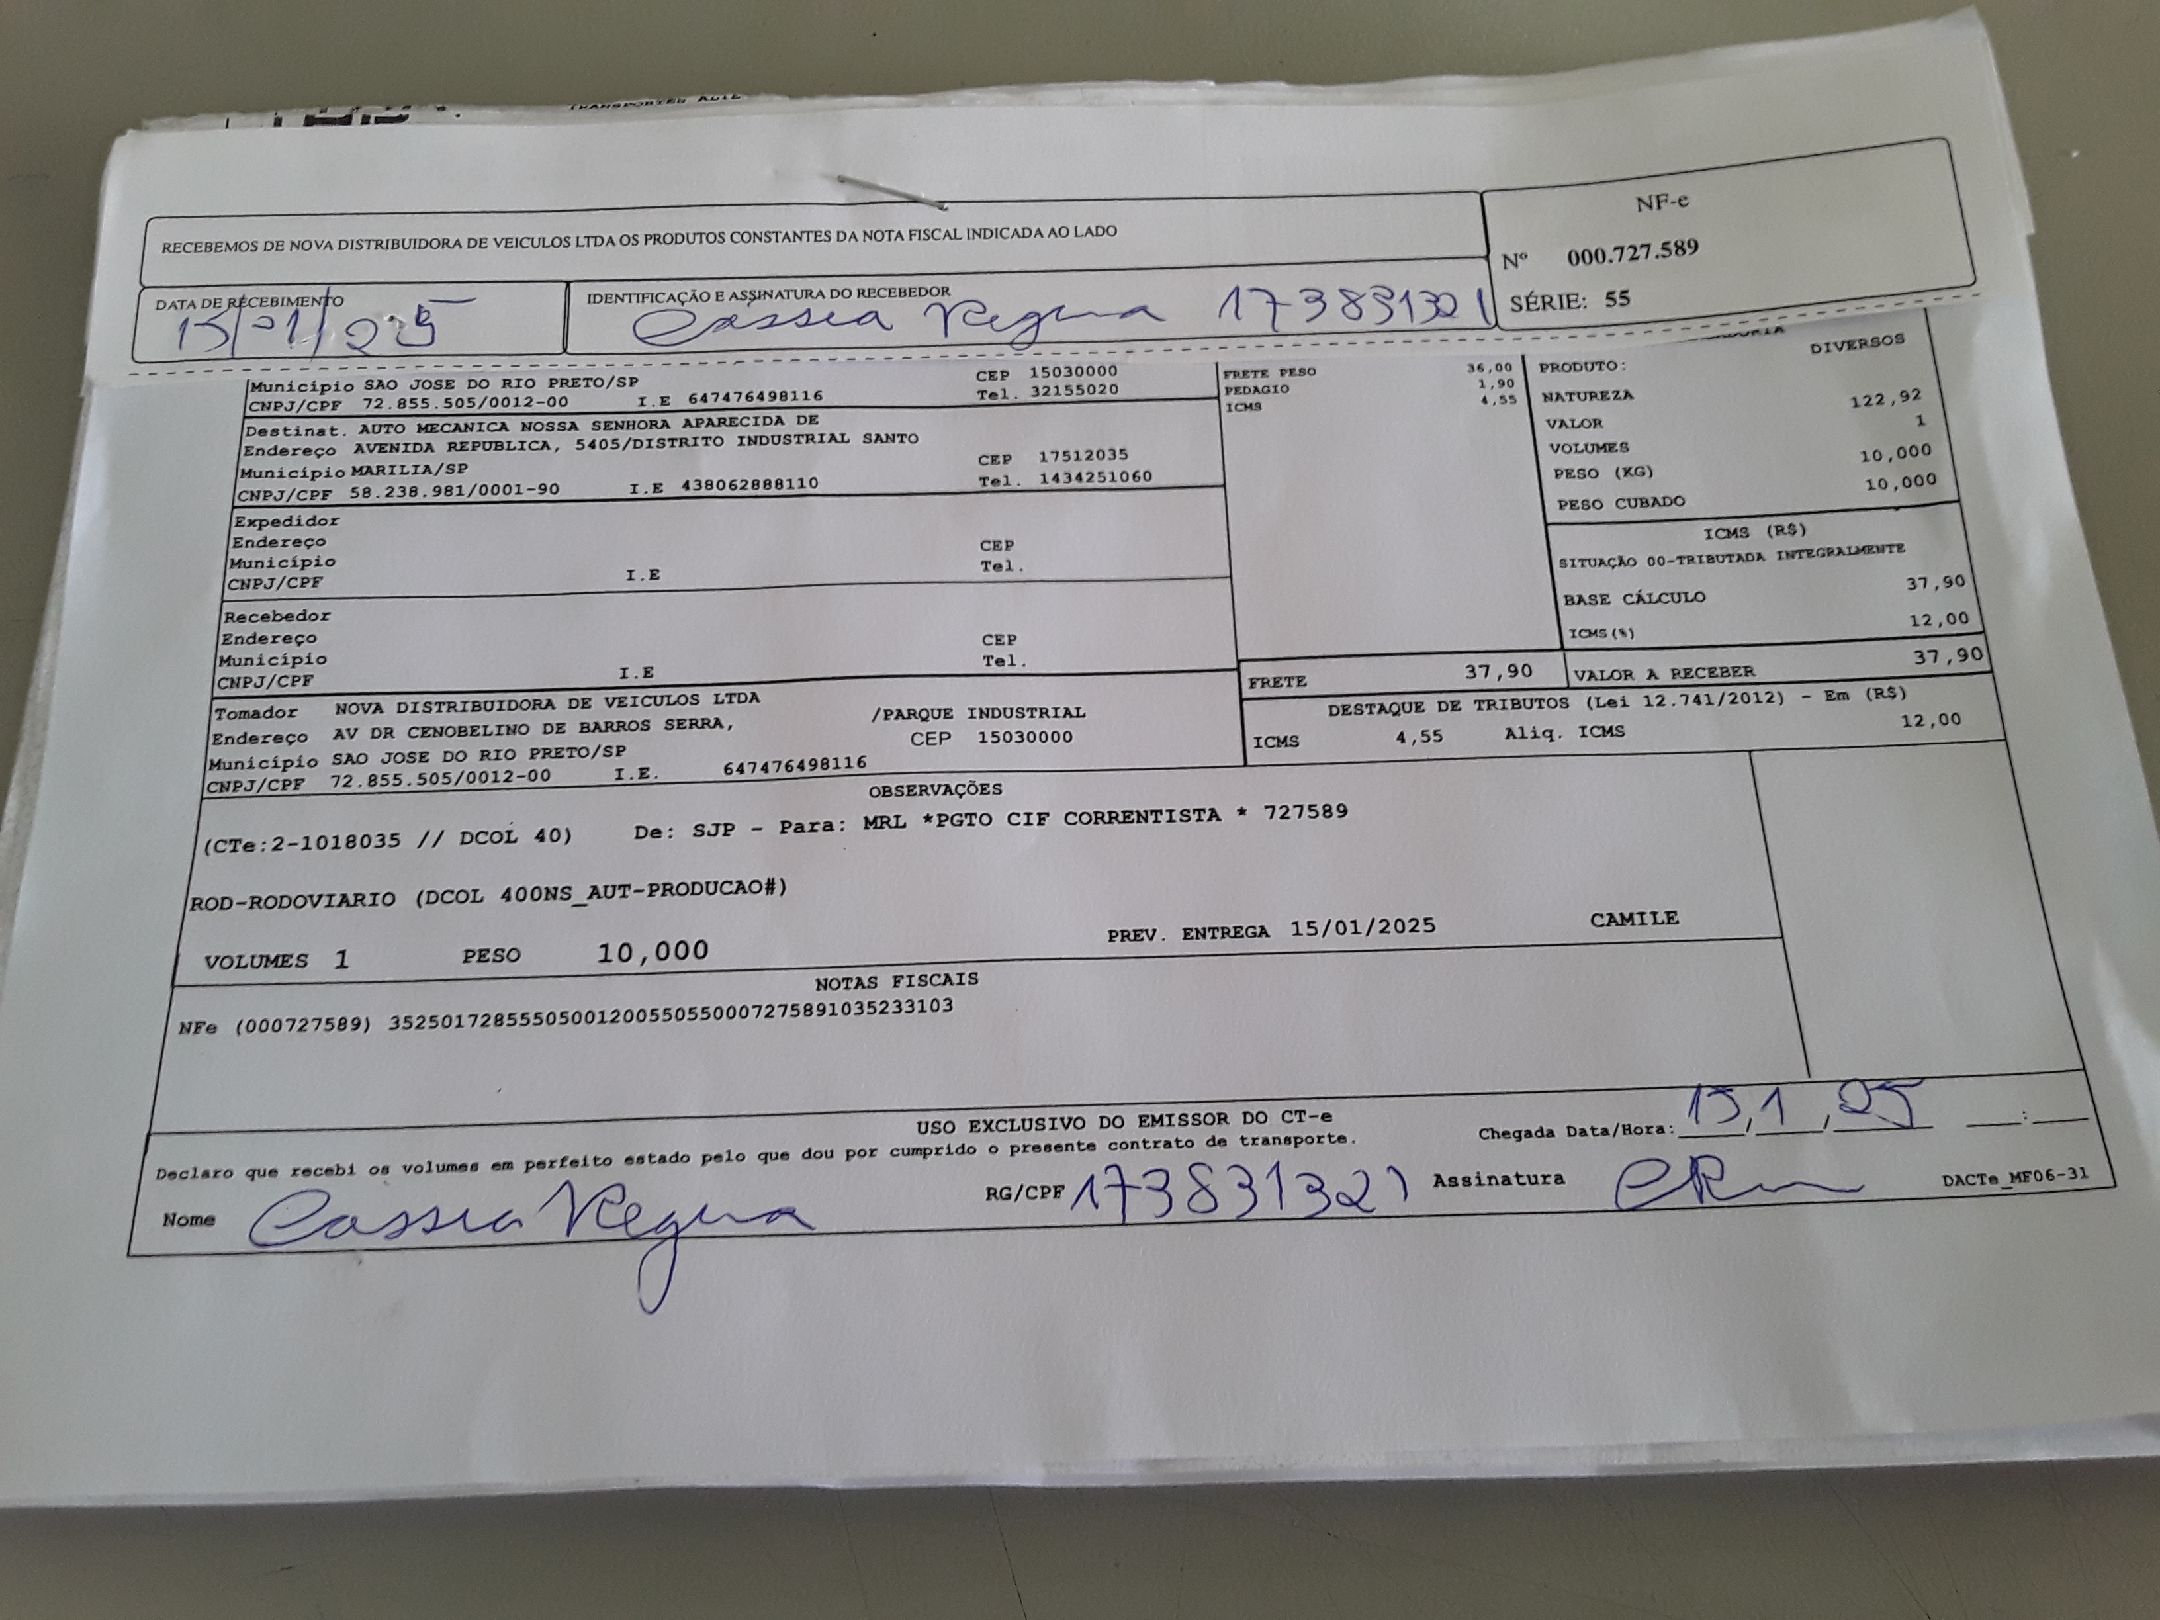 RECEBEMOS DE NOVA DISTRIBUIDORA DE VEICULOS LTDA OS PRODUTOS CONSTANTES DA NOTA FISCAL INDICADA AO LADO
NF-e
Nº 000.727.589
SÉRIE: 55
DATA DE RECEBIMENTO
15/01/25
IDENTIFICAÇÃO E ASSINATURA DO RECEBEDOR
Cassia Regina 173831321
Município SAO JOSE DO RIO PRETO/SP CEP 15030000
CNPJ/CPF 72.855.505/0012-00 I.E 647476498116 Tel. 32155020
Destinat. AUTO MECANICA NOSSA SENHORA APARECIDA DE
Endereço AVENIDA REPUBLICA, 5405/DISTRITO INDUSTRIAL SANTO
Município MARILIA/SP CEP 17512035
CNPJ/CPF 58.238.981/0001-90 I.E 438062888110 Tel. 1434251060
Expedidor
Endereço
Município CEP
CNPJ/CPF I.E Tel.
Recebedor
Endereço
Município CEP
CNPJ/CPF I.E Tel.
Tomador NOVA DISTRIBUIDORA DE VEICULOS LTDA
Endereço AV DR CENOBELINO DE BARROS SERRA, /PARQUE INDUSTRIAL
Município SAO JOSE DO RIO PRETO/SP CEP 15030000
CNPJ/CPF 72.855.505/0012-00 I.E. 647476498116
FRETE PESO 36,00
PEDAGIO 1,90
ICMS 4,55
PRODUTO: DIVERSOS
NATUREZA
VALOR 122,92
VOLUMES 1
PESO (KG) 10,000
PESO CUBADO 10,000
ICMS (R$)
SITUAÇÃO 00-TRIBUTADA INTEGRALMENTE
BASE CÁLCULO 37,90
ICMS(%) 12,00
FRETE 37,90 VALOR A RECEBER 37,90
DESTAQUE DE TRIBUTOS (Lei 12.741/2012) - Em (R$)
ICMS 4,55 Aliq. ICMS 12,00
OBSERVAÇÕES
(CTe:2-1018035 // DCOL 40) De: SJP - Para: MRL *PGTO CIF CORRENTISTA * 727589
ROD-RODOVIARIO (DCOL 400NS_AUT-PRODUCAO#)
VOLUMES 1 PESO 10,000 PREV. ENTREGA 15/01/2025 CAMILE
NOTAS FISCAIS
NFe (000727589) 35250172855505001200550550007275891035233103
USO EXCLUSIVO DO EMISSOR DO CT-e
Declaro que recebi os volumes em perfeito estado pelo que dou por cumprido o presente contrato de transporte.
Chegada Data/Hora: 15,1,25 :
Nome Cassia Regina RG/CPF 173831321 Assinatura
DACTe_MF06-31